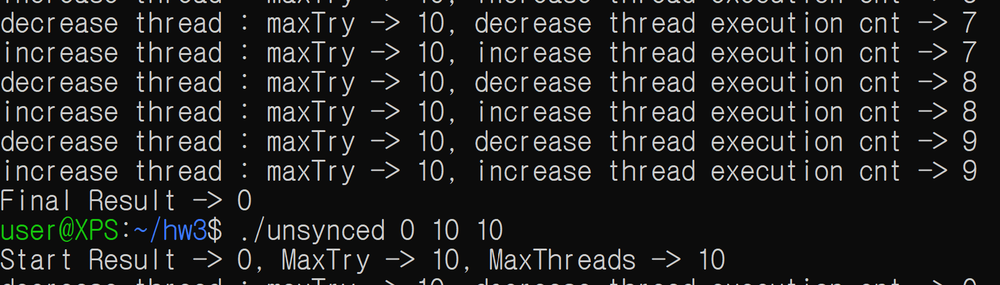 decrease thread : maxTry -> 10, decrease thread execution cnt -> 7
increase thread : maxTry -> 10, increase thread execution cnt -> 7
decrease thread : maxTry -> 10, decrease thread execution cnt -> 8
increase thread : maxTry -> 10, increase thread execution cnt -> 8
decrease thread : maxTry -> 10, decrease thread execution cnt -> 9
increase thread : maxTry -> 10, increase thread execution cnt -> 9
Final Result -> 0
user@XPS:~/hw3$ ./unsynced 0 10 10
Start Result -> 0, MaxTry -> 10, MaxThreads -> 10